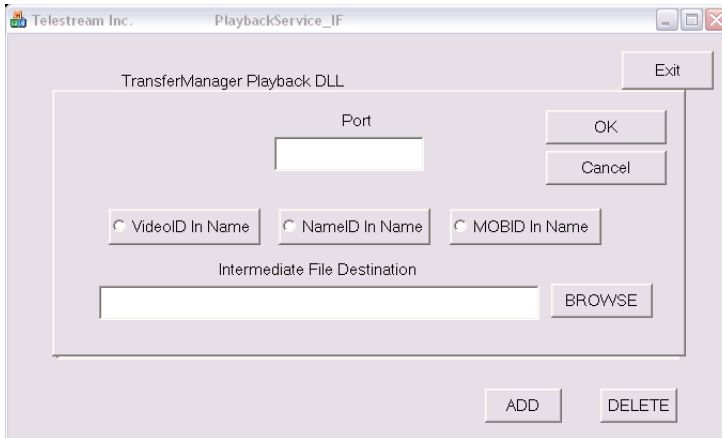 Telestream Inc. PlaybackService_IF
Exit
TransferManager Playback DLL
Port
OK
Cancel
VideoID In Name NameID In Name MOBID In Name
Intermediate File Destination
BROWSE
ADD DELETE